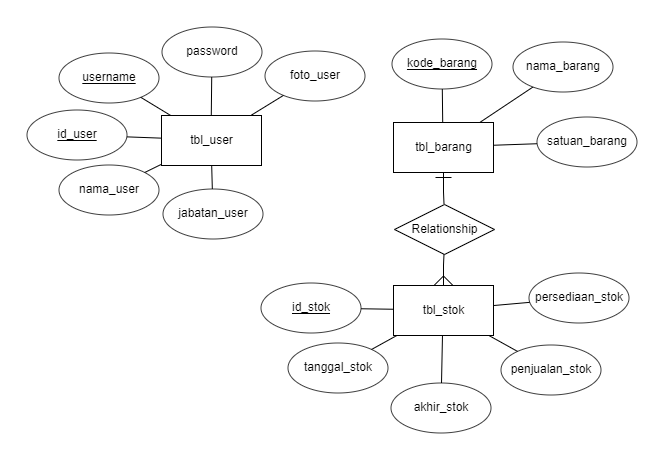 password
username
foto_user
id_user
tbl_user
nama_user
jabatan_user
kode_barang
nama_barang
tbl_barang
satuan_barang
Relationship
id_stok
tbl_stok
persediaan_stok
tanggal_stok
akhir_stok
penjualan_stok